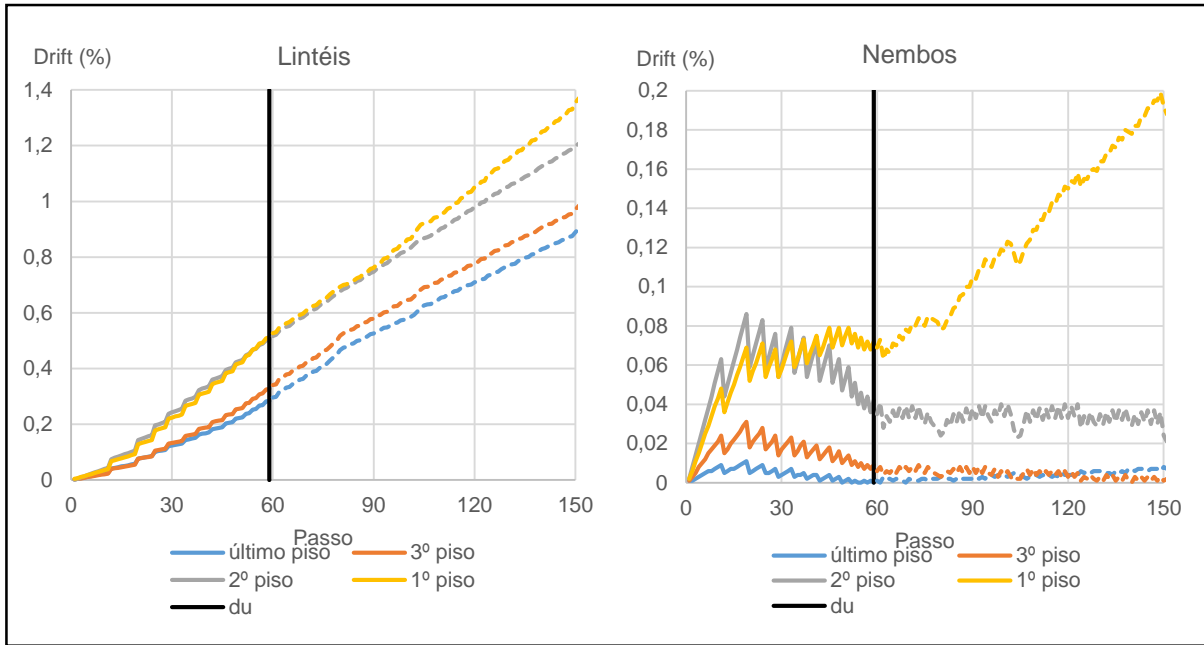 Drift (%)
Lintéis
1,4
1,2
1
0,8
0,6
0,4
0,2
0
0
30
60
90
120
150
Passo
último piso
3º piso
2º piso
1º piso
du
Drift (%)
Nembos
0,2
0,18
0,16
0,14
0,12
0,1
0,08
0,06
0,04
0,02
0
0
30
60
90
120
150
Passo
último piso
3º piso
2º piso
1º piso
du